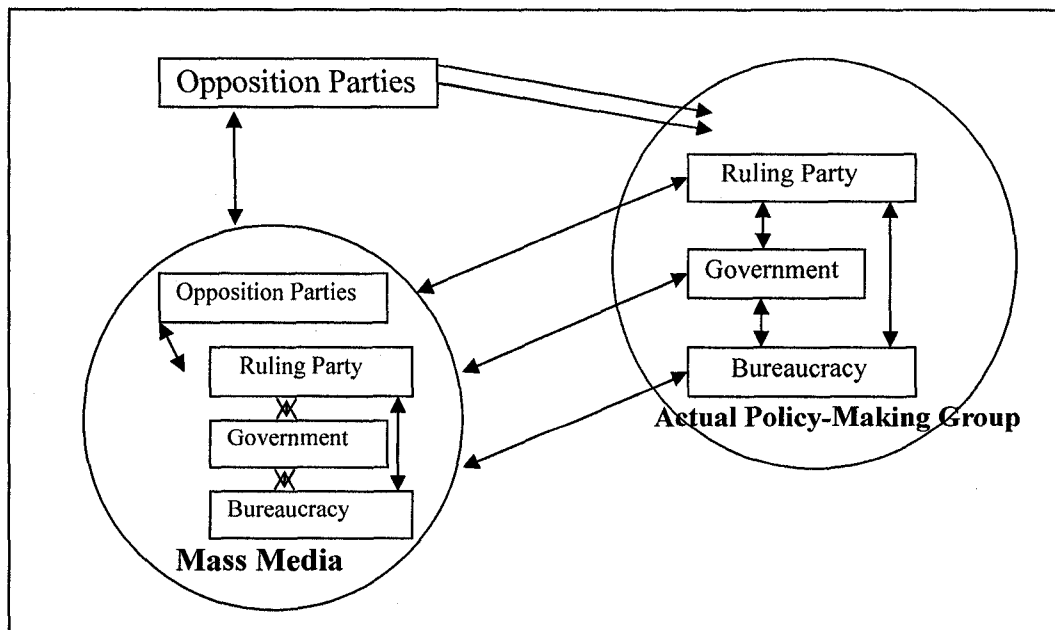 Opposition Parties
Ruling Party
Government
Bureaucracy
Actual Policy-Making Group
Opposition Parties
Ruling Party
Government
Bureaucracy
Mass Media